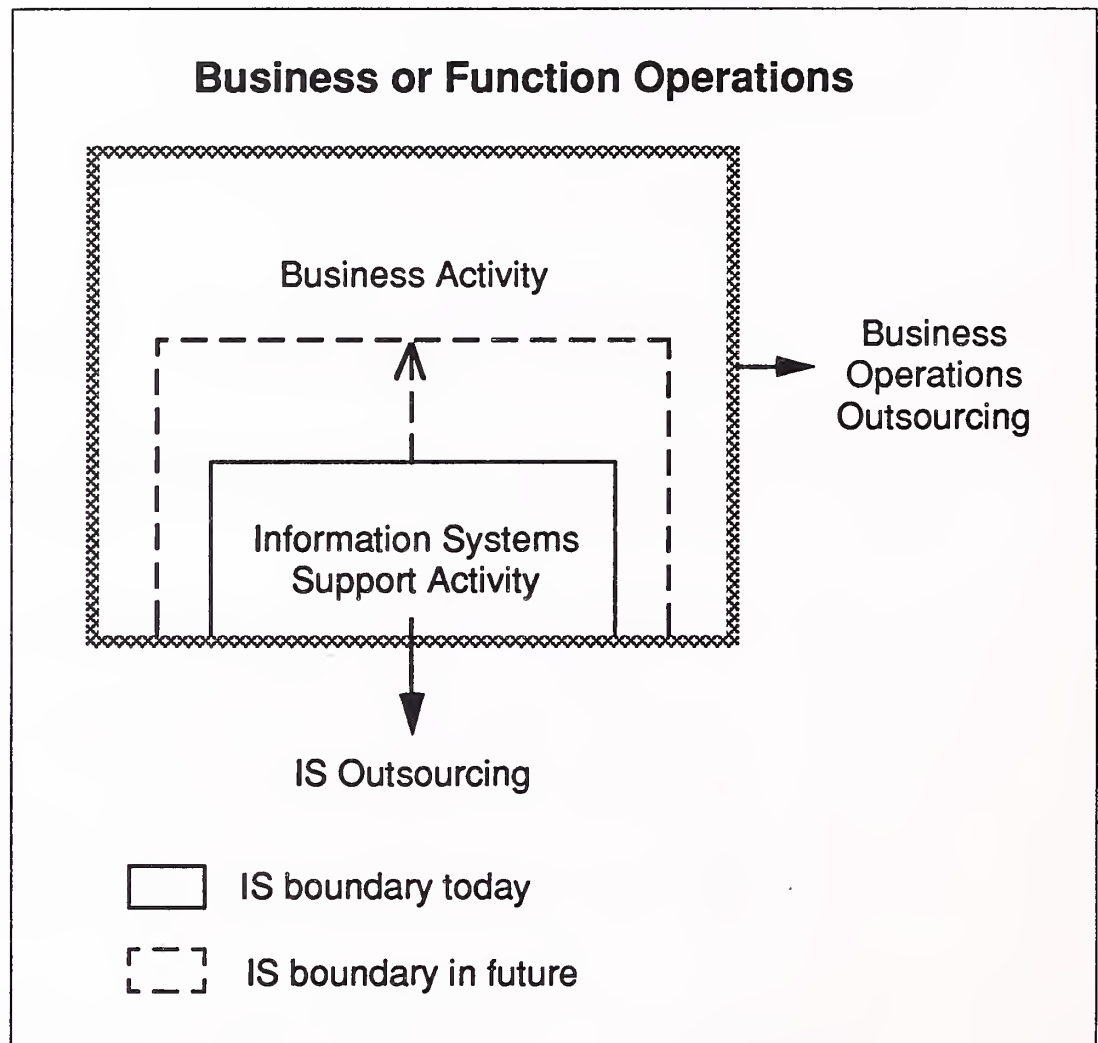 Business or Function Operations
Business Activity
Business
Operations
Outsourcing
Information Systems
Support Activity
IS Outsourcing
IS boundary today
IS boundary in future